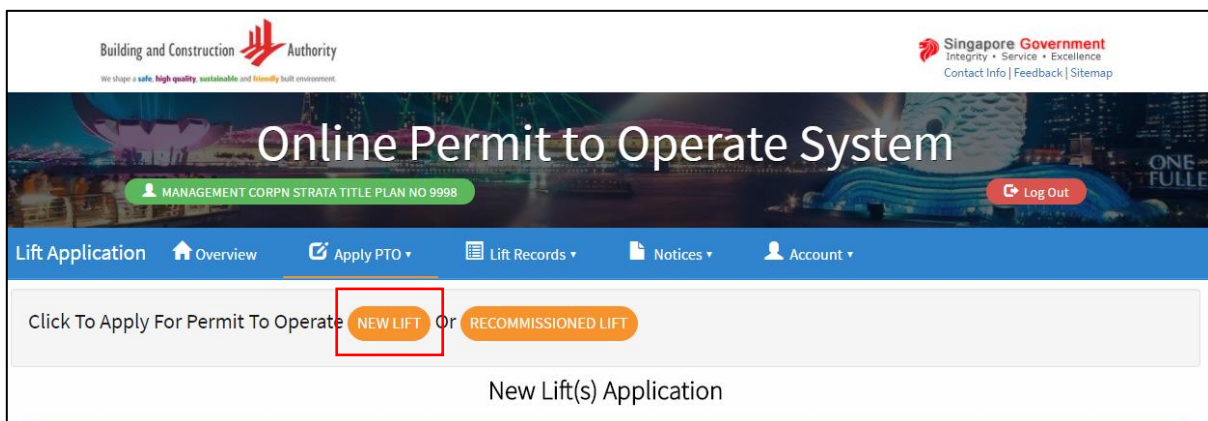 Building and Construction Authority
We shape a safe, high quality, sustainable and friendly built environment.
Singapore Government
Integrity • Service • Excellence
Contact Info | Feedback | Sitemap
Online Permit to Operate System
ONE
FULLE
MANAGEMENT CORPN STRATA TITLE PLAN NO 9998
Log Out
Lift Application Overview Apply PTO ▾ Lift Records ▾ Notices ▾ Account ▾
Click To Apply For Permit To Operate NEW LIFT Or RECOMMISSIONED LIFT
New Lift(s) Application